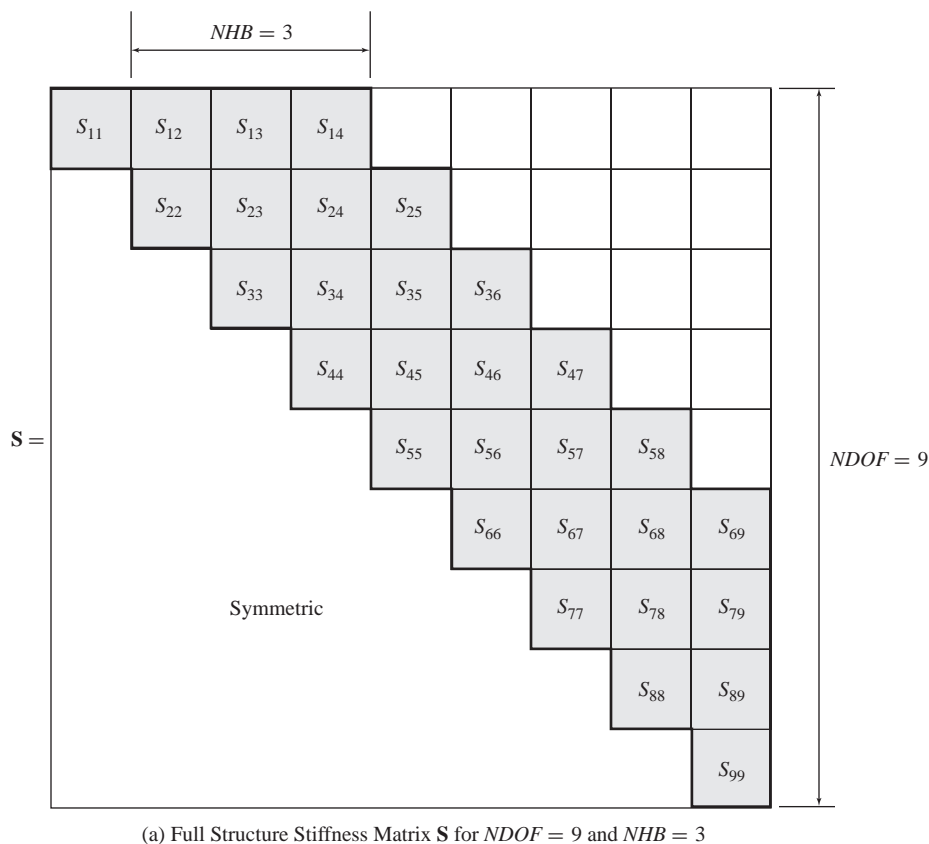 NHB = 3
S11 S12 S13 S14
S22 S23 S24 S25
S33 S34 S35 S36
S44 S45 S46 S47
S = S55 S56 S57 S58 NDOF = 9
S66 S67 S68 S69
Symmetric S77 S78 S79
S88 S89
S99
(a) Full Structure Stiffness Matrix S for NDOF = 9 and NHB = 3